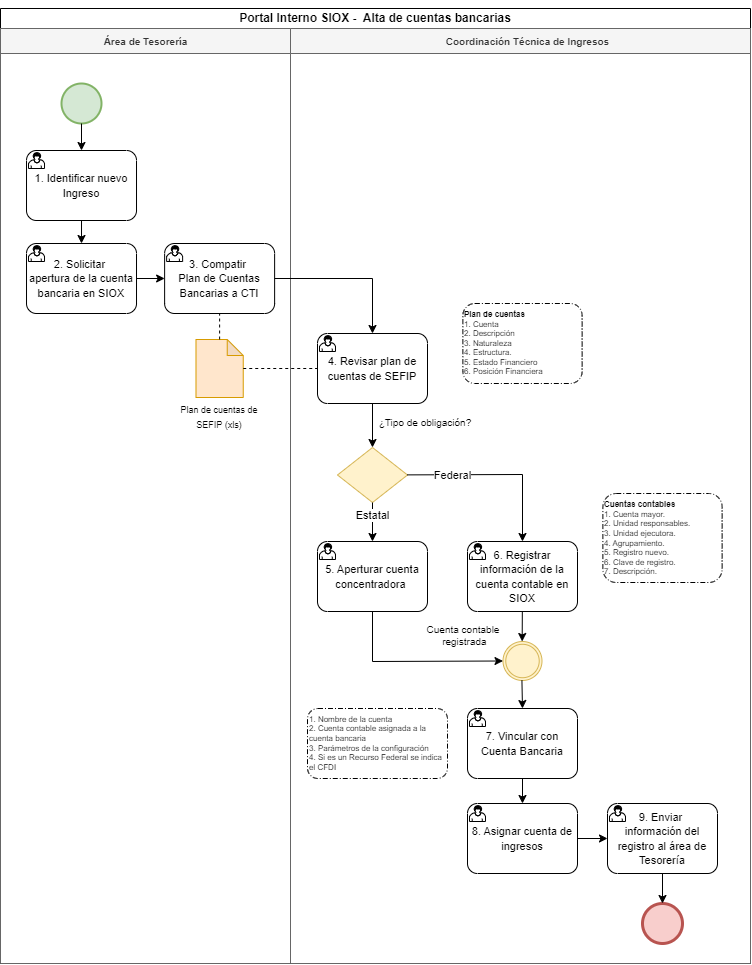 Portal Interno SIOX -  Alta de cuentas bancarias
Área de Tesorería
Coordinación Técnica de Ingresos
1. Identificar nuevo
Ingreso
2. Solicitar
apertura de la cuenta
bancaria en SIOX
3. Compatir
Plan de Cuentas
Bancarias a CTI
Plan de cuentas de
SEFIP (xls)
4. Revisar plan de
cuentas de SEFIP
Plan de cuentas
1. Cuenta
2. Descripción
3. Naturaleza
4. Estructura.
5. Estado Financiero
6. Posición Financiera
¿Tipo de obligación?
Federal
Estatal
5. Aperturar cuenta
concentradora
6. Registrar
información de la
cuenta contable en
SIOX
Cuentas contables
1. Cuenta mayor.
2. Unidad responsables.
3. Unidad ejecutora.
4. Agrupamiento.
5. Registro nuevo.
6. Clave de registro.
7. Descripción.
Cuenta contable
registrada
1. Nombre de la cuenta
2. Cuenta contable asignada a la
cuenta bancaria
3. Parámetros de la configuración
4. Si es un Recurso Federal se indica
el CFDI
7. Vincular con
Cuenta Bancaria
8. Asignar cuenta de
ingresos
9. Enviar
información del
registro al área de
Tesorería